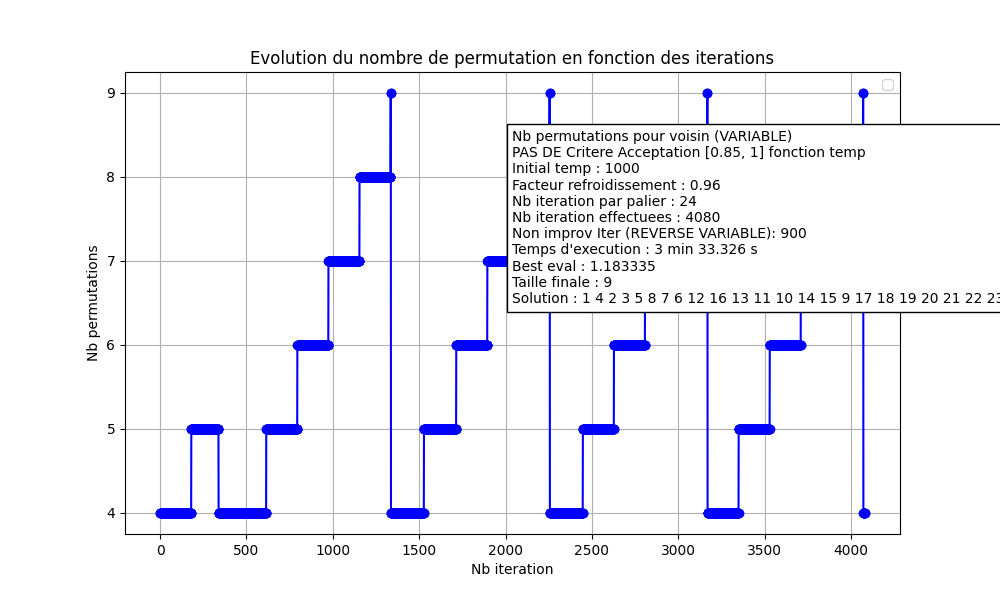 Evolution du nombre de permutation en fonction des iterations
9
8
7
6
5
4
Nb permutations
Nb permutations pour voisin (VARIABLE)
PAS DE Critere Acceptation [0.85, 1] fonction temp
Initial temp : 1000
Facteur refroidissement : 0.96
Nb iteration par palier : 24
Nb iteration effectuees : 4080
Non improv Iter (REVERSE VARIABLE): 900
Temps d'execution : 3 min 33.326 s
Best eval : 1.183335
Taille finale : 9
Solution : 1 4 2 3 5 8 7 6 12 16 13 11 10 14 15 9 17 18 19 20 21 22 23
0 500 1000 1500 2000 2500 3000 3500 4000
Nb iteration